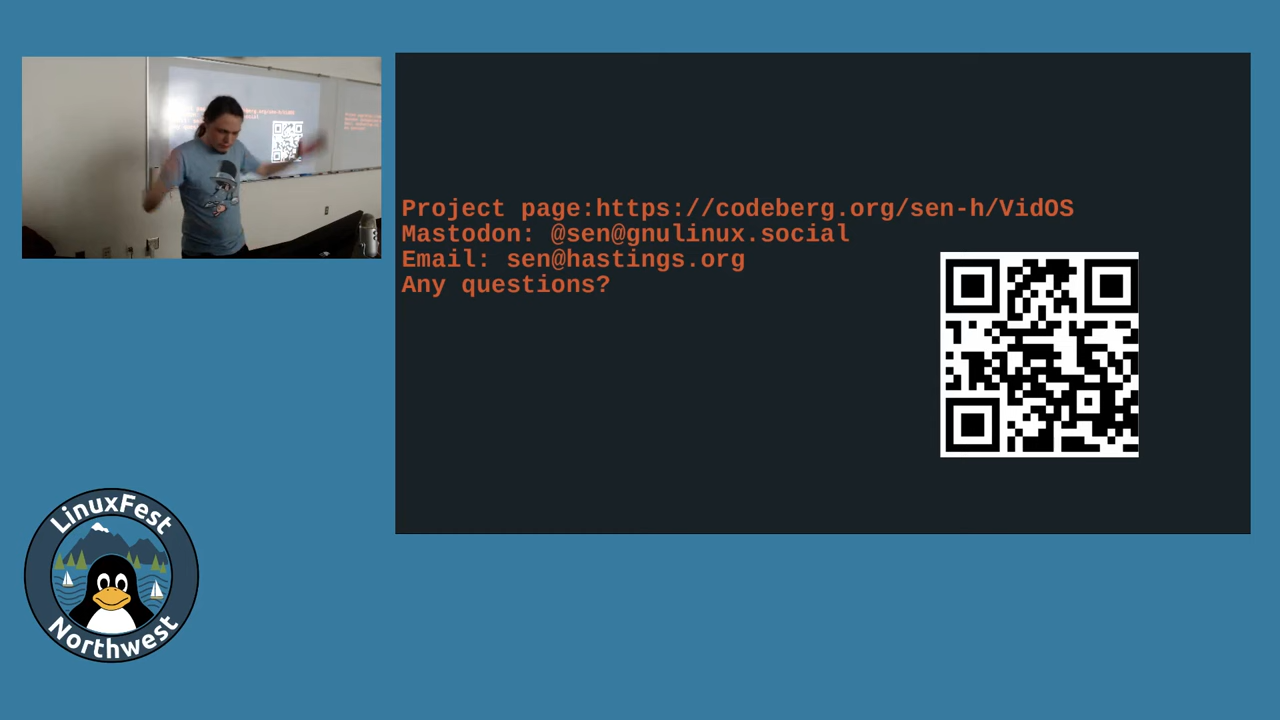 Project page:https://codeberg.org/sen-h/VidOS
Mastodon: @sen@gnulinux.social
Email: sen@hastings.org
Any questions?
LinuxFest
Northwest